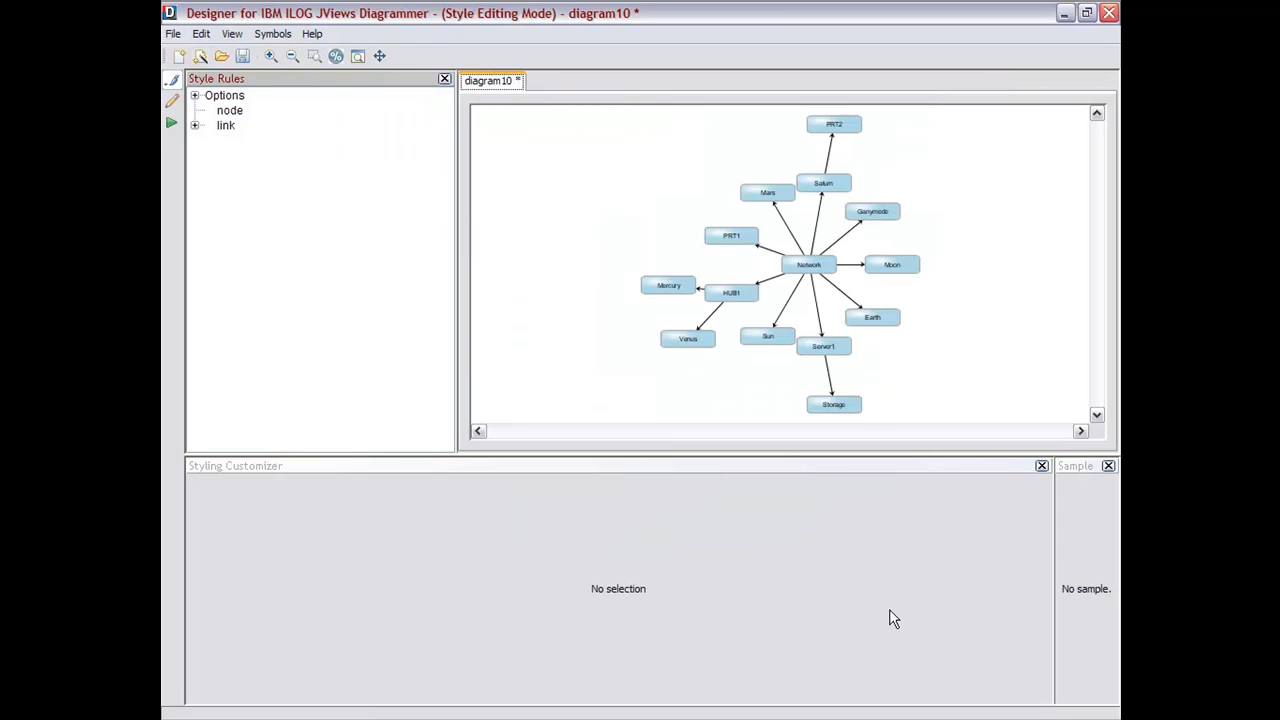 Designer for IBM ILOG JViews Diagrammer - (Style Editing Mode) - diagram10 *
File Edit View Symbols Help
Style Rules
diagram10 *
Options
node
link
PRT2
Saturn
Mars
Ganymede
PRT1
Network
Moon
Mercury
HUB1
Earth
Venus
Sun
Server1
Storage
Styling Customizer
Sample
No selection
No sample.